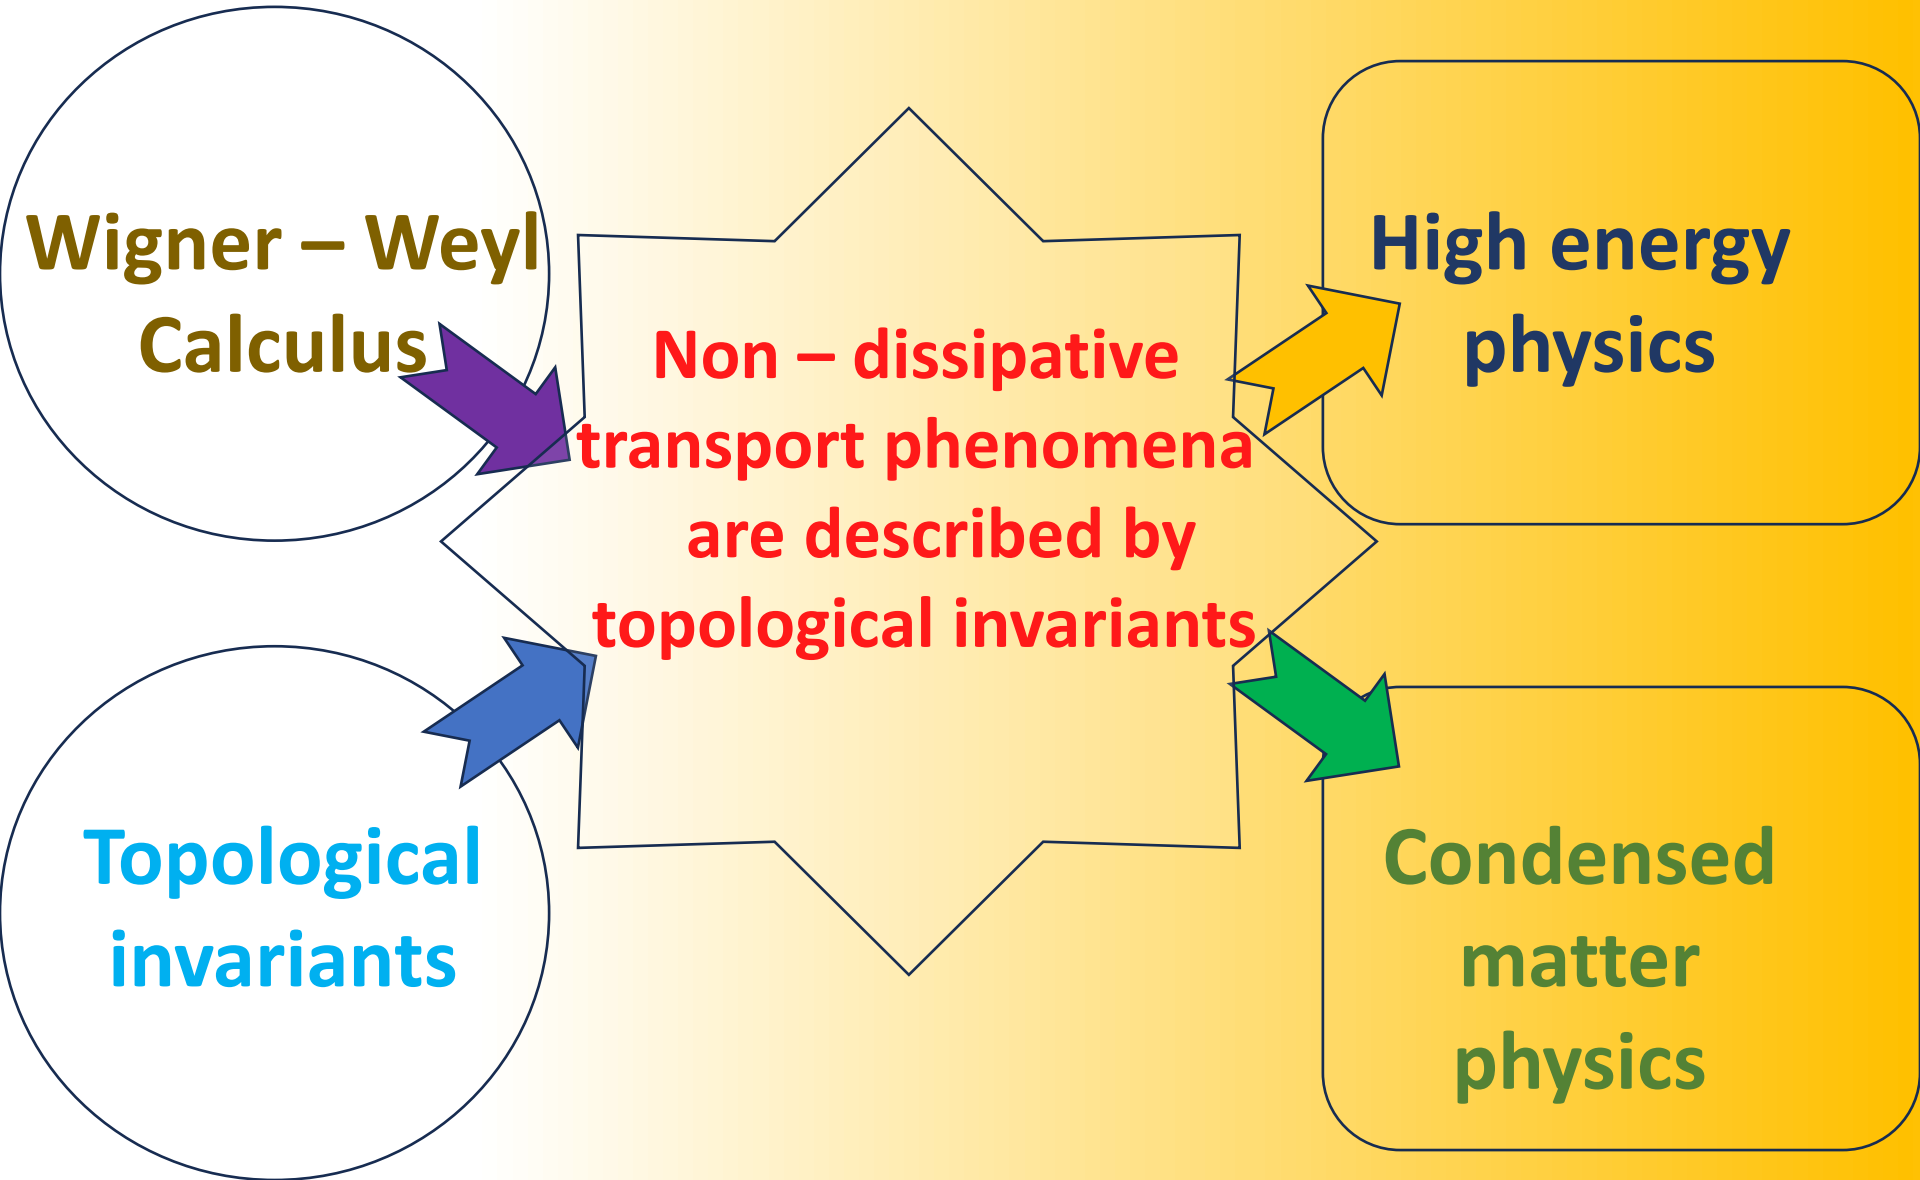 Wigner – Weyl
Calculus
Non – dissipative
transport phenomena
are described by
topological invariants
High energy
physics
Topological
invariants
Condensed
matter
physics